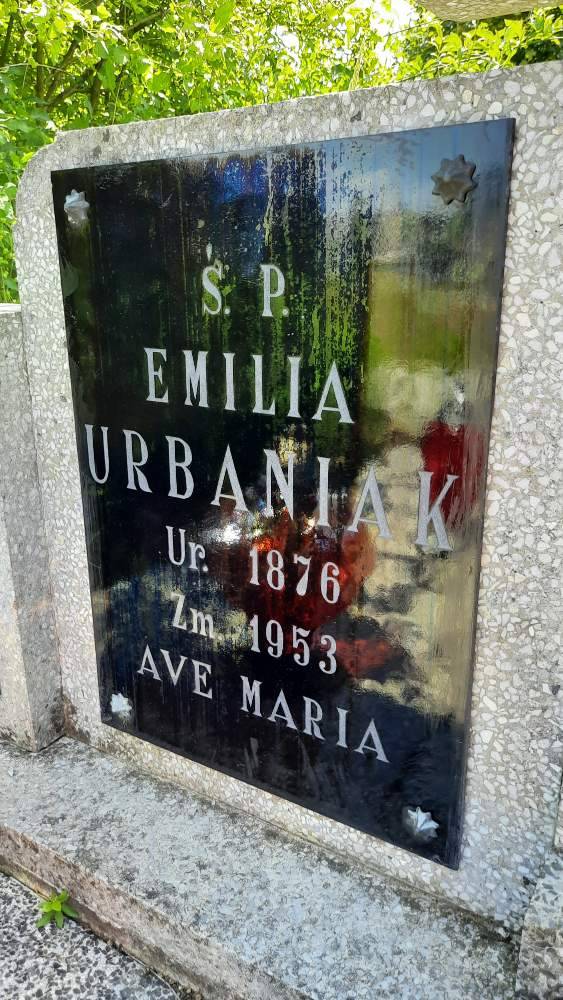 Ś. P.
EMILIA
URBANIAK
Ur. 1876
Zm. 1953
AVE MARIA